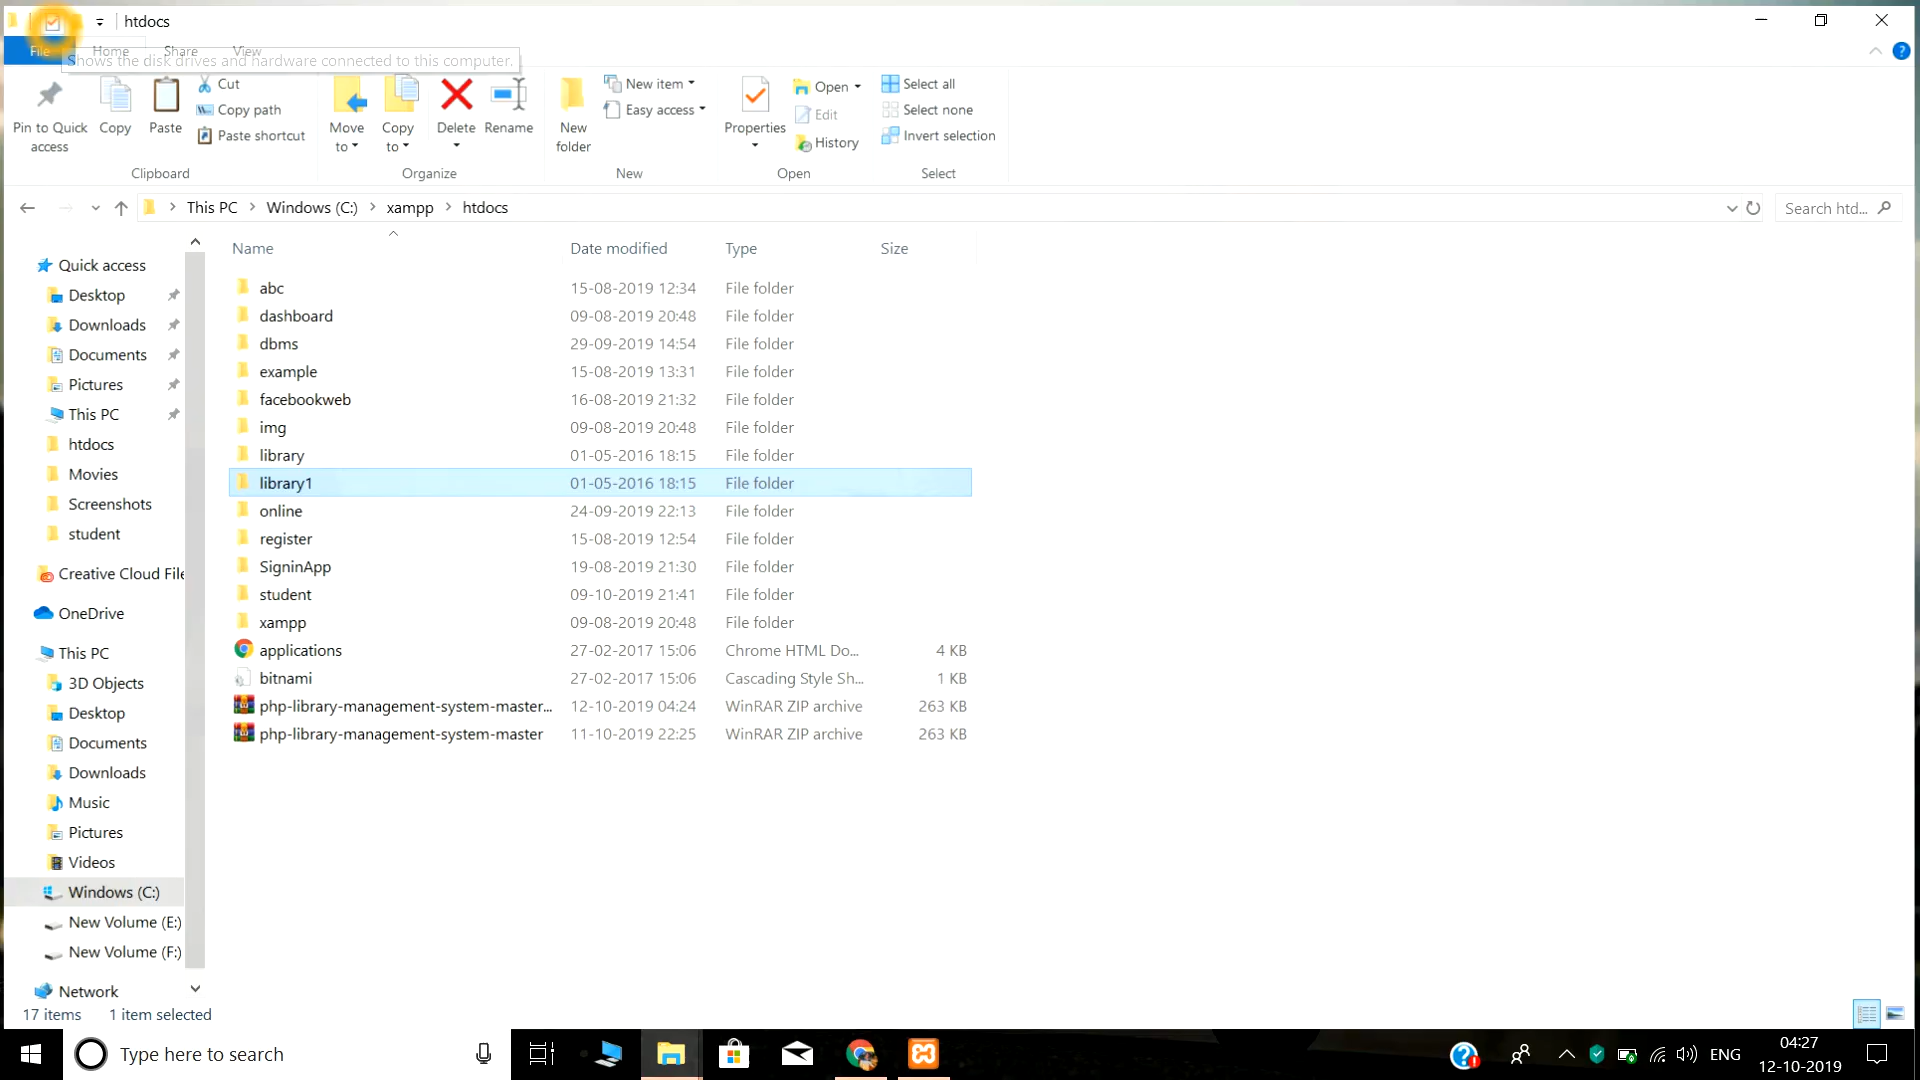 htdocs
File Home Share View
Shows the disk drives and hardware connected to this computer.
Pin to Quick access
Copy
Paste
Cut
Copy path
Paste shortcut
Move to
Copy to
Delete
Rename
New folder
New item
Easy access
Properties
Open
Edit
History
Select all
Select none
Invert selection
Clipboard Organize New Open Select
This PC > Windows (C:) > xampp > htdocs
Search htd...
Name Date modified Type Size
Quick access
Desktop
Downloads
Documents
Pictures
This PC
htdocs
Movies
Screenshots
student
Creative Cloud File
OneDrive
This PC
3D Objects
Desktop
Documents
Downloads
Music
Pictures
Videos
Windows (C:)
New Volume (E:)
New Volume (F:)
Network
abc 15-08-2019 12:34 File folder
dashboard 09-08-2019 20:48 File folder
dbms 29-09-2019 14:54 File folder
example 15-08-2019 13:31 File folder
facebookweb 16-08-2019 21:32 File folder
img 09-08-2019 20:48 File folder
library 01-05-2016 18:15 File folder
library1 01-05-2016 18:15 File folder
online 24-09-2019 22:13 File folder
register 15-08-2019 12:54 File folder
SigninApp 19-08-2019 21:30 File folder
student 09-10-2019 21:41 File folder
xampp 09-08-2019 20:48 File folder
applications 27-02-2017 15:06 Chrome HTML Do... 4 KB
bitnami 27-02-2017 15:06 Cascading Style Sh... 1 KB
php-library-management-system-master... 12-10-2019 04:24 WinRAR ZIP archive 263 KB
php-library-management-system-master 11-10-2019 22:25 WinRAR ZIP archive 263 KB
17 items 1 item selected
Type here to search
ENG
04:27
12-10-2019